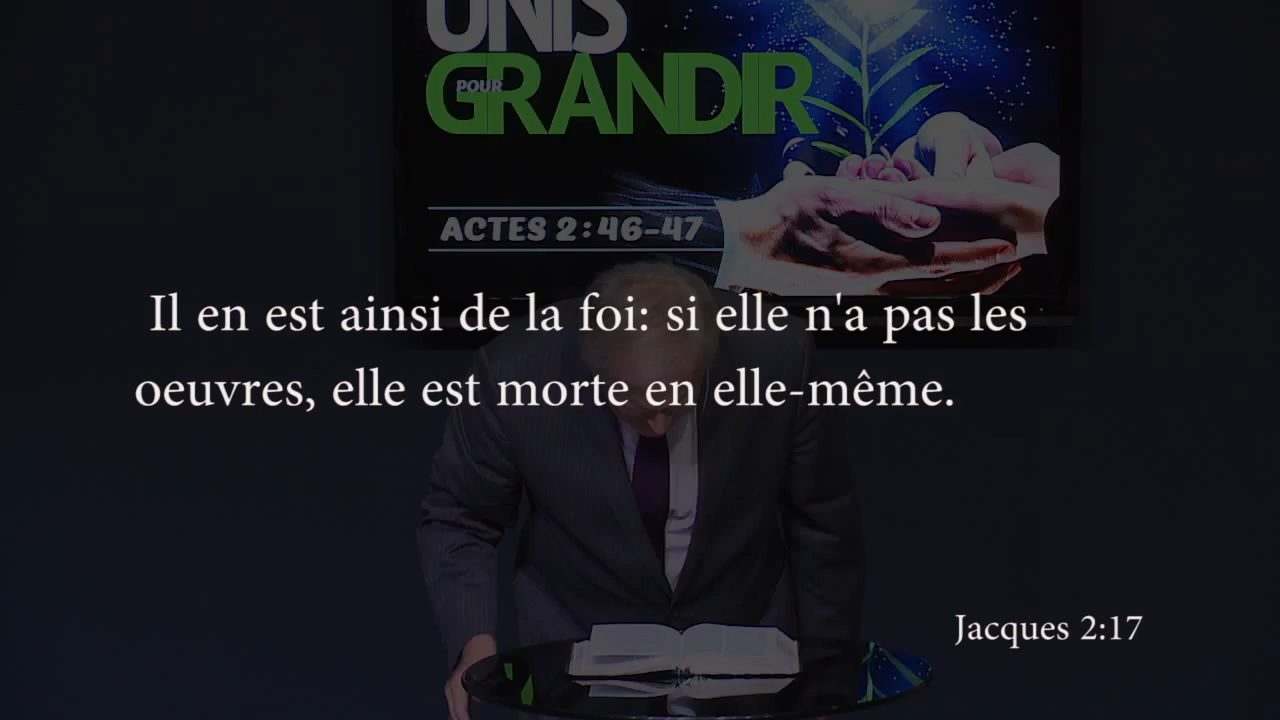 UNIS
POUR
GRANDIR
ACTES 2:46-47
Il en est ainsi de la foi: si elle n'a pas les
oeuvres, elle est morte en elle-même.
Jacques 2:17